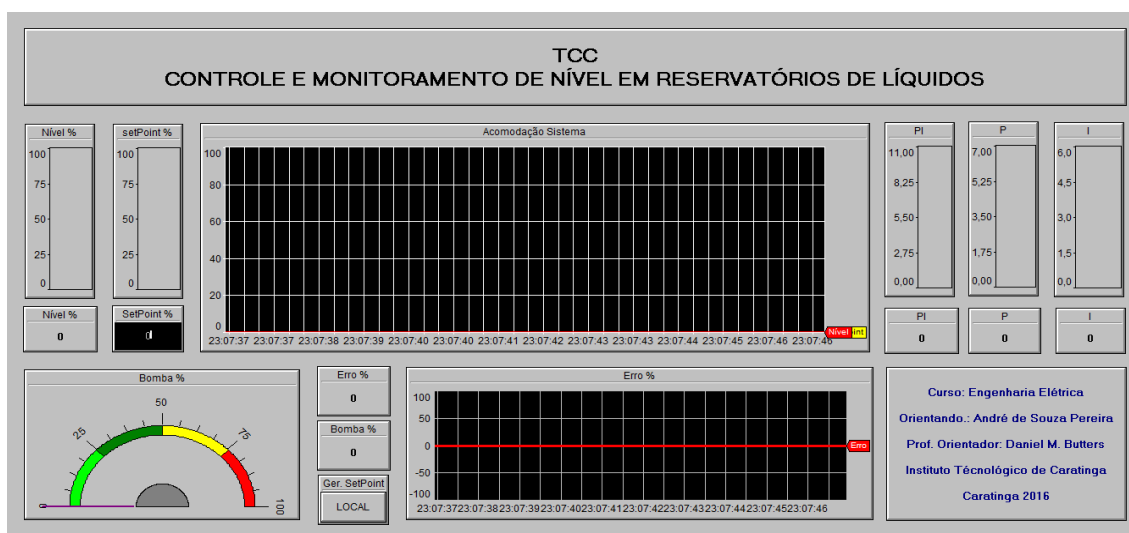 TCC
CONTROLE E MONITORAMENTO DE NÍVEL EM RESERVATÓRIOS DE LÍQUIDOS
Nível %
100
75
50
25
0
setPoint %
100
75
50
25
0
Acomodação Sistema
100
80
60
40
20
0
23:07:37 23:07:37 23:07:38 23:07:39 23:07:40 23:07:40 23:07:41 23:07:42 23:07:43 23:07:43 23:07:44 23:07:45 23:07:46 23:07:46
Nível int
PI
11,00
8,25
5,50
2,75
0,00
P
7,00
5,25
3,50
1,75
0,00
I
6,0
4,5
3,0
1,5
0,0
Nível %
0
SetPoint %
0
PI
0
P
0
I
0
Bomba %
0
25
50
75
100
Erro %
0
Bomba %
0
Ger. SetPoint
LOCAL
Erro %
100
50
0
-50
-100
Erro
23:07:37 23:07:38 23:07:39 23:07:40 23:07:41 23:07:42 23:07:43 23:07:44 23:07:45 23:07:46
Curso: Engenharia Elétrica
Orientando.: André de Souza Pereira
Prof. Orientador: Daniel M. Butters
Instituto Técnológico de Caratinga
Caratinga 2016